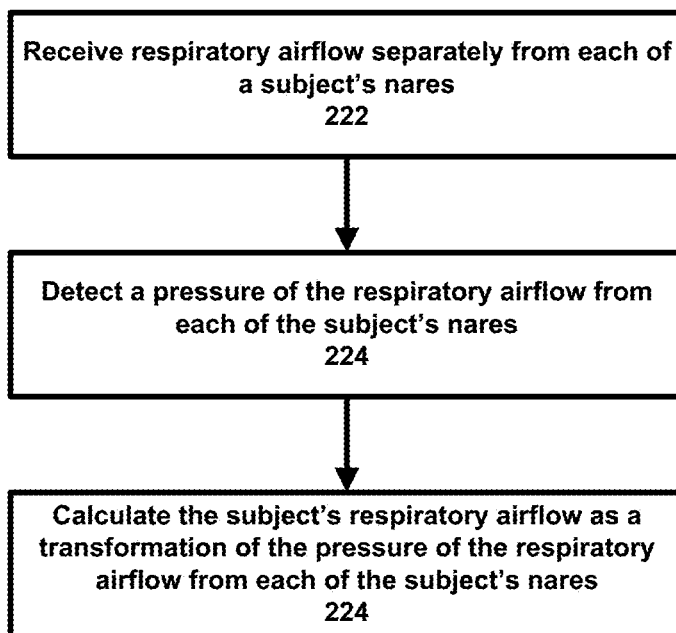 Receive respiratory airflow separately from each of
a subject's nares
222
Detect a pressure of the respiratory airflow from
each of the subject's nares
224
Calculate the subject's respiratory airflow as a
transformation of the pressure of the respiratory
airflow from each of the subject's nares
224